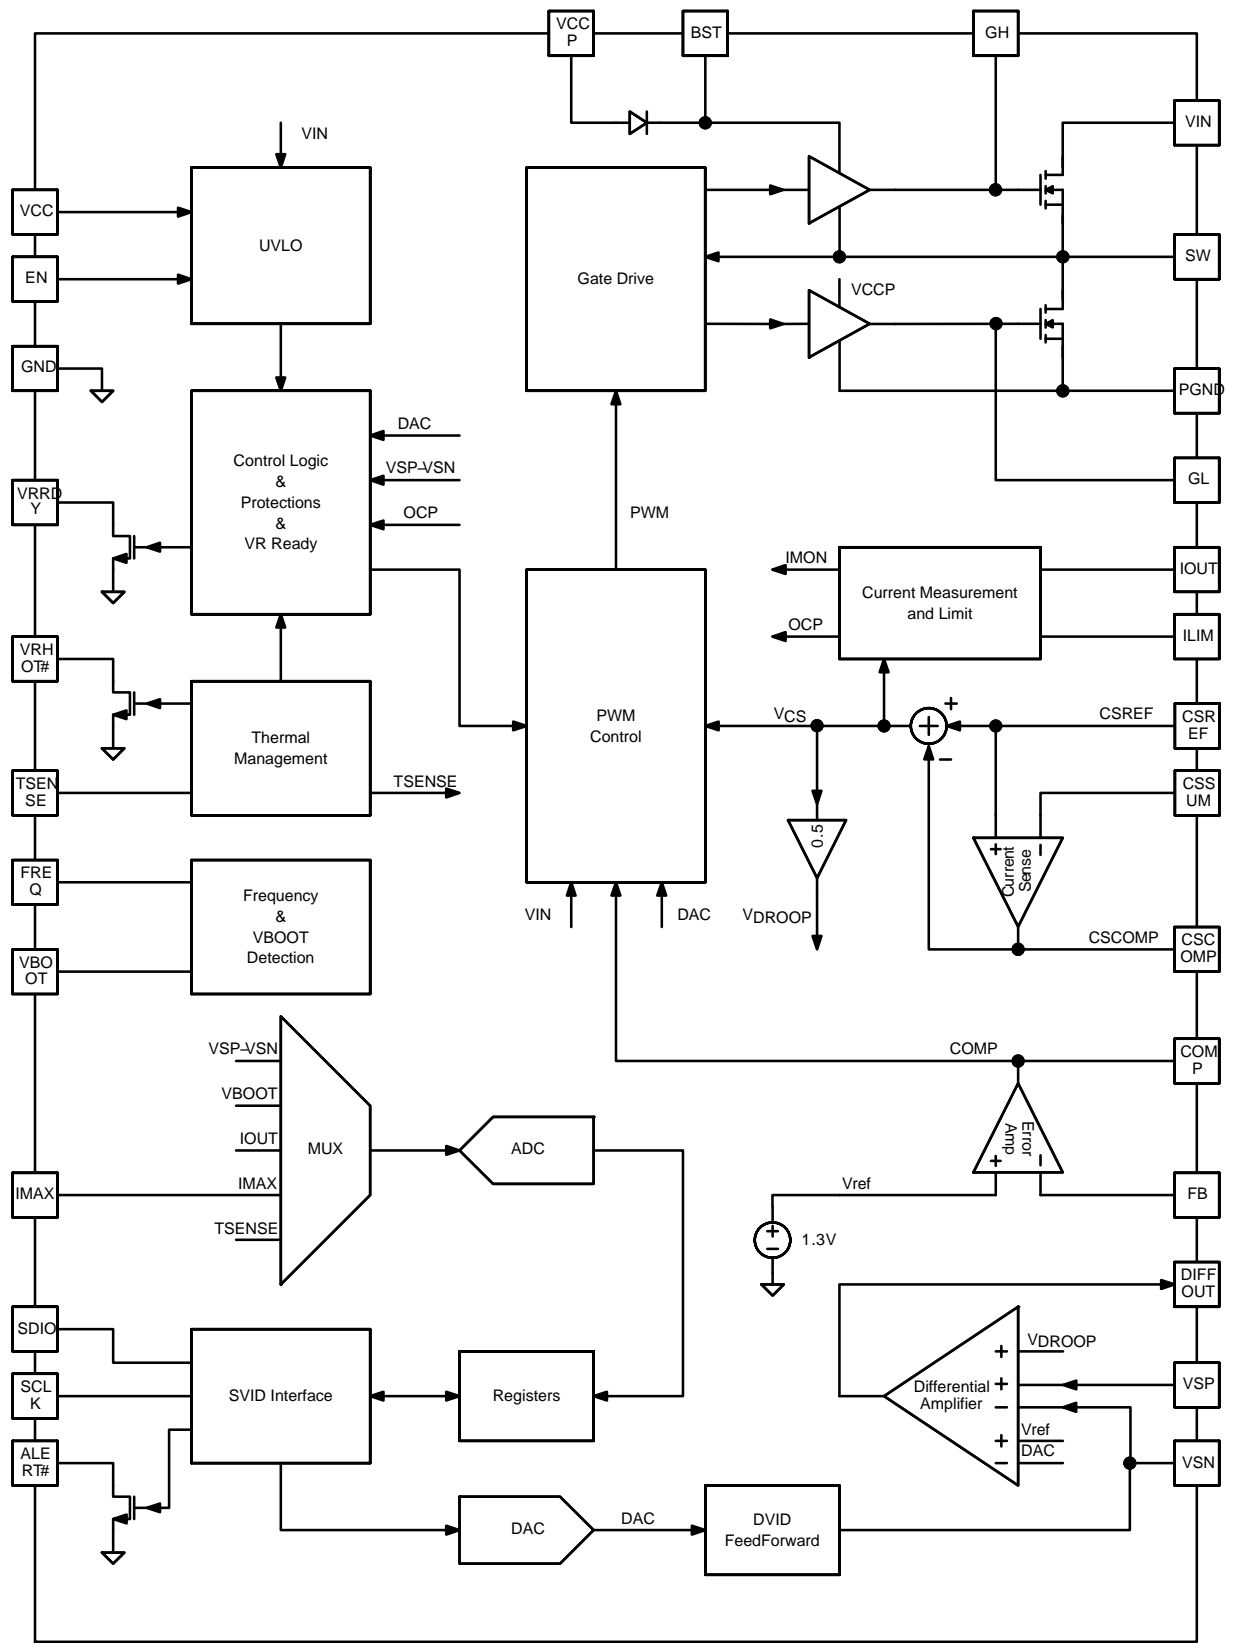 VCC
P
BST
GH
VIN
VIN
VCC
UVLO
EN
Gate Drive
SW
VCCP
GND
PGND
DAC
Control Logic
&
Protections
&
VR Ready
VSP–VSN
OCP
VRRD
Y
GL
PWM
IMON
Current Measurement
and Limit
IOUT
OCP
ILIM
VRH
OT#
Thermal
Management
PWM
Control
VCS
+
+
–
CSREF
CSR
EF
TSEN
SE
TSENSE
CSS
UM
0.5
+
–
Current
Sense
FRE
Q
Frequency
&
VBOOT
Detection
VIN
DAC
VDROOP
CSCOMP
CSC
OMP
VBO
OT
VSP–VSN
COMP
COM
P
VBOOT
IOUT
MUX
ADC
Error
Amp
+
–
IMAX
IMAX
Vref
FB
TSENSE
+
–
1.3V
DIFF
OUT
SDIO
SVID Interface
Registers
SCL
K
+
VDROOP
Differential
Amplifier
+
–
VSP
+
Vref
–
DAC
VSN
ALE
RT#
DAC
DAC
DVID
FeedForward